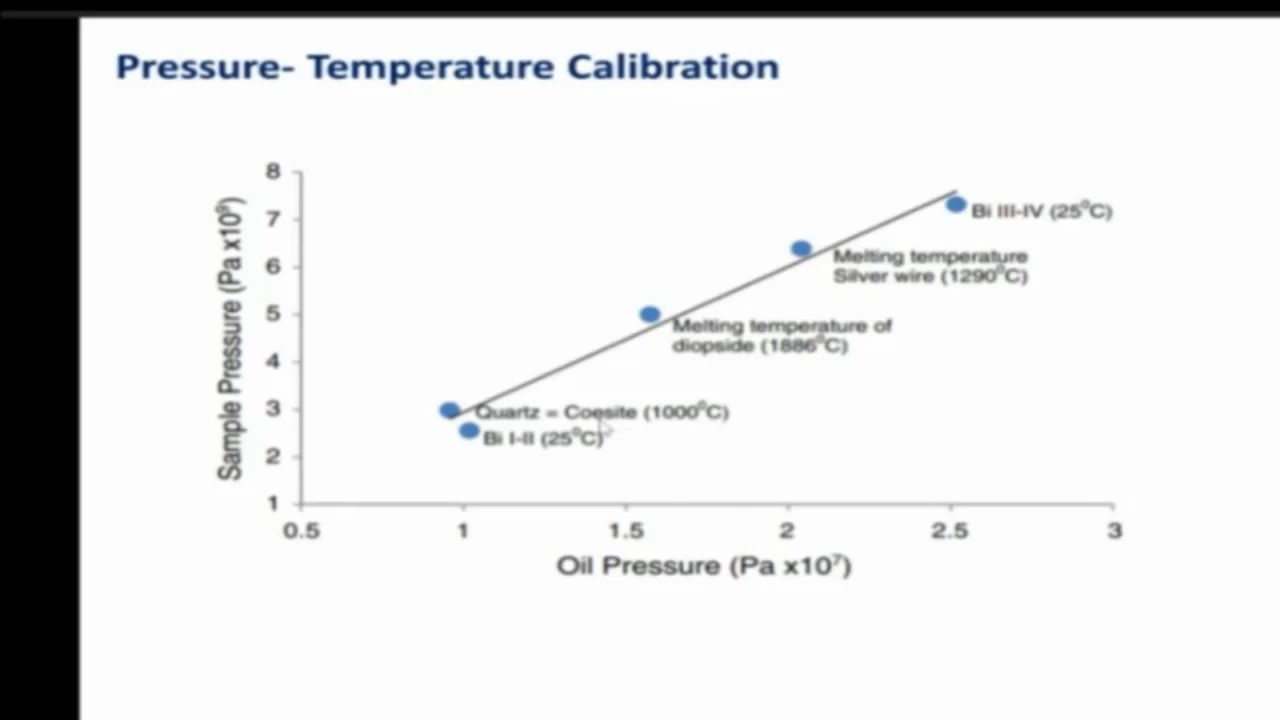 Pressure- Temperature Calibration
8
7
6
5
4
3
2
1
Sample Pressure (Pa x10⁹)
Bi III-IV (25⁰C)
Melting temperature
Silver wire (1290⁰C)
Melting temperature of
diopside (1886⁰C)
Quartz = Coesite (1000⁰C)
Bi I-II (25⁰C)
0.5 1 1.5 2 2.5 3
Oil Pressure (Pa x10⁷)